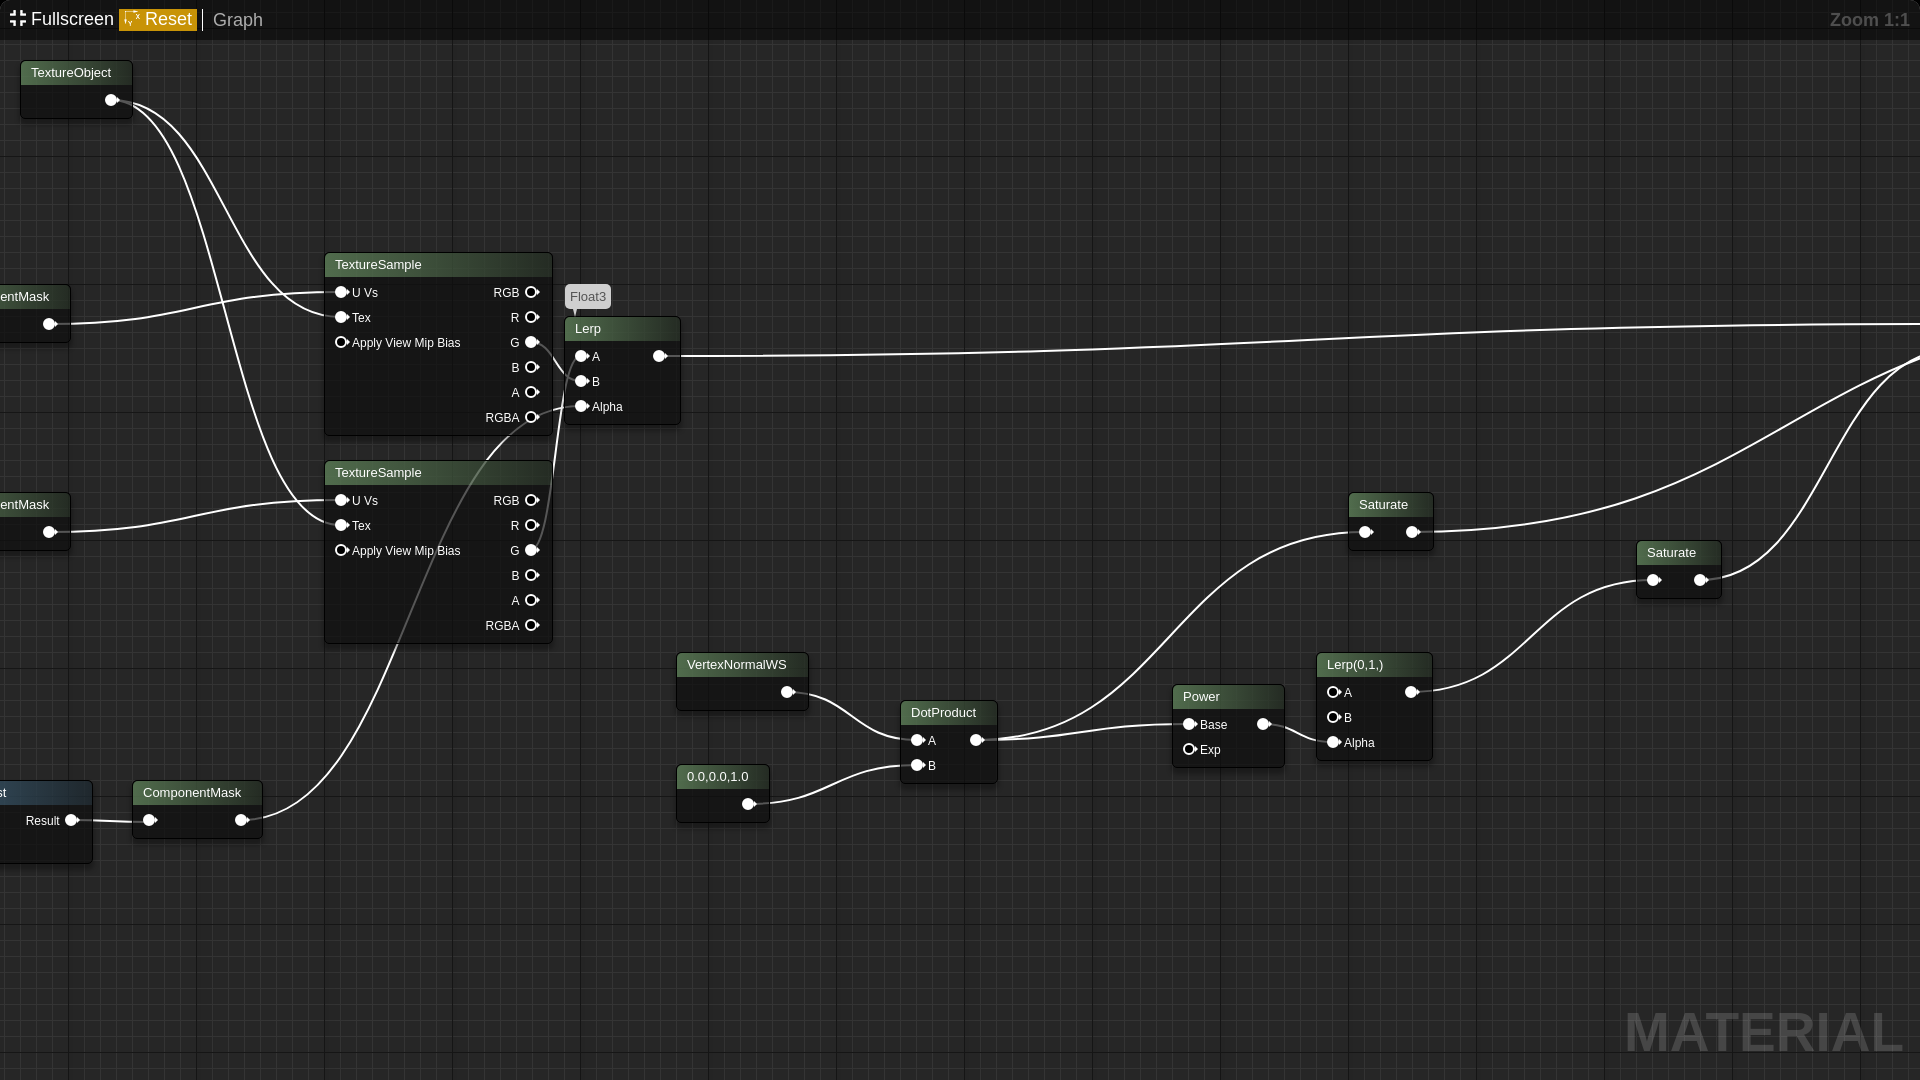 Fullscreen Reset Graph Zoom 1:1
TextureObject
TextureSample
U Vs RGB
Tex R
Apply View Mip Bias G
B
A
RGBA
Float3
Lerp
A
B
Alpha
entMask
TextureSample
U Vs RGB
Tex R
Apply View Mip Bias G
B
A
RGBA
entMask
Saturate
Saturate
VertexNormalWS
DotProduct
A
B
0.0,0.0,1.0
Power
Base
Exp
Lerp(0,1,)
A
B
Alpha
st
Result
ComponentMask
MATERIAL